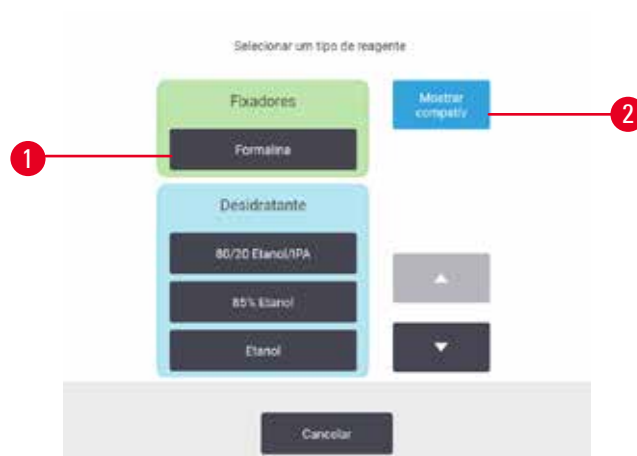 Selecionar um tipo de reagente
Fixadores
Mostrar
compatív
1
Formalina
2
Desidratante
80/20 Etanol/IPA
85% Etanol
Etanol
Cancelar